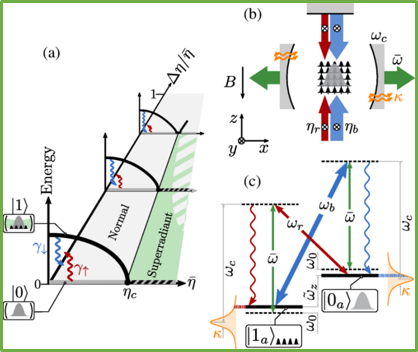 (a)
Δη/η̄
1
Energy
|1⟩
γ↓
γ↑
|0⟩
0
Normal
Superradiant
η_c
η̄
(b)
ω_c
ω̄
κ
B
z
y
x
η_r
η_b
(c)
ω_c
ω̄
ω_r
ω_b
ω̄
ω_c
ω_0
ω̃_z
ω_0
κ
κ
|1_a⟩
|0_a⟩